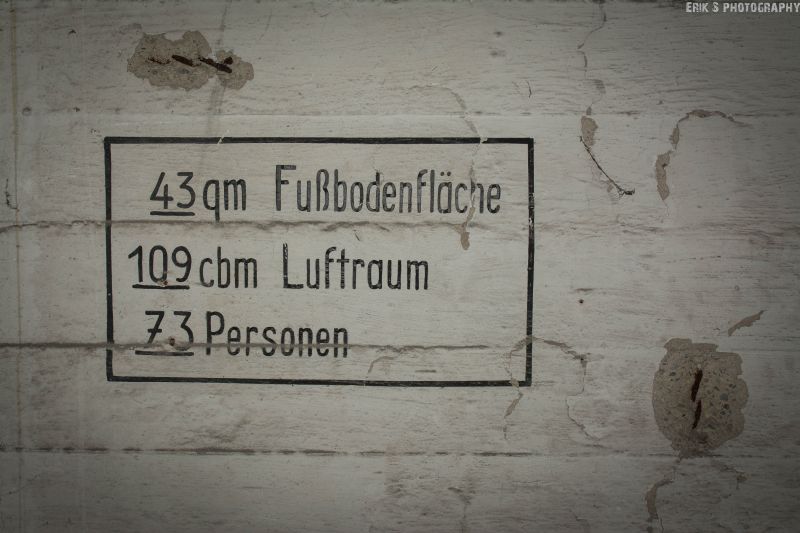 ERIK S PHOTOGRAPHY
43 qm Fußbodenfläche
109 cbm Luftraum
73 Personen